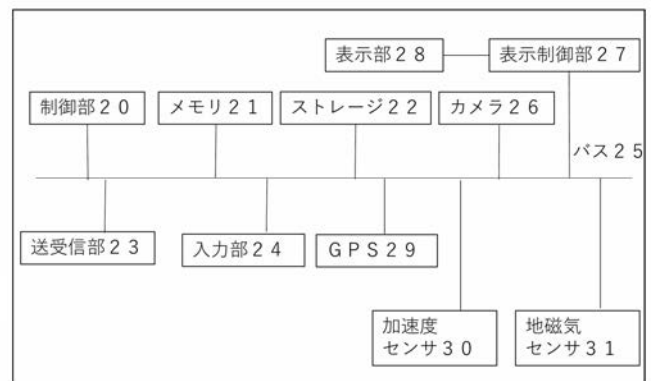 表示部２８
表示制御部２７
制御部２０
メモリ２１
ストレージ２２
カメラ２６
バス２５
送受信部２３
入力部２４
ＧＰＳ２９
加速度
センサ３０
地磁気
センサ３１